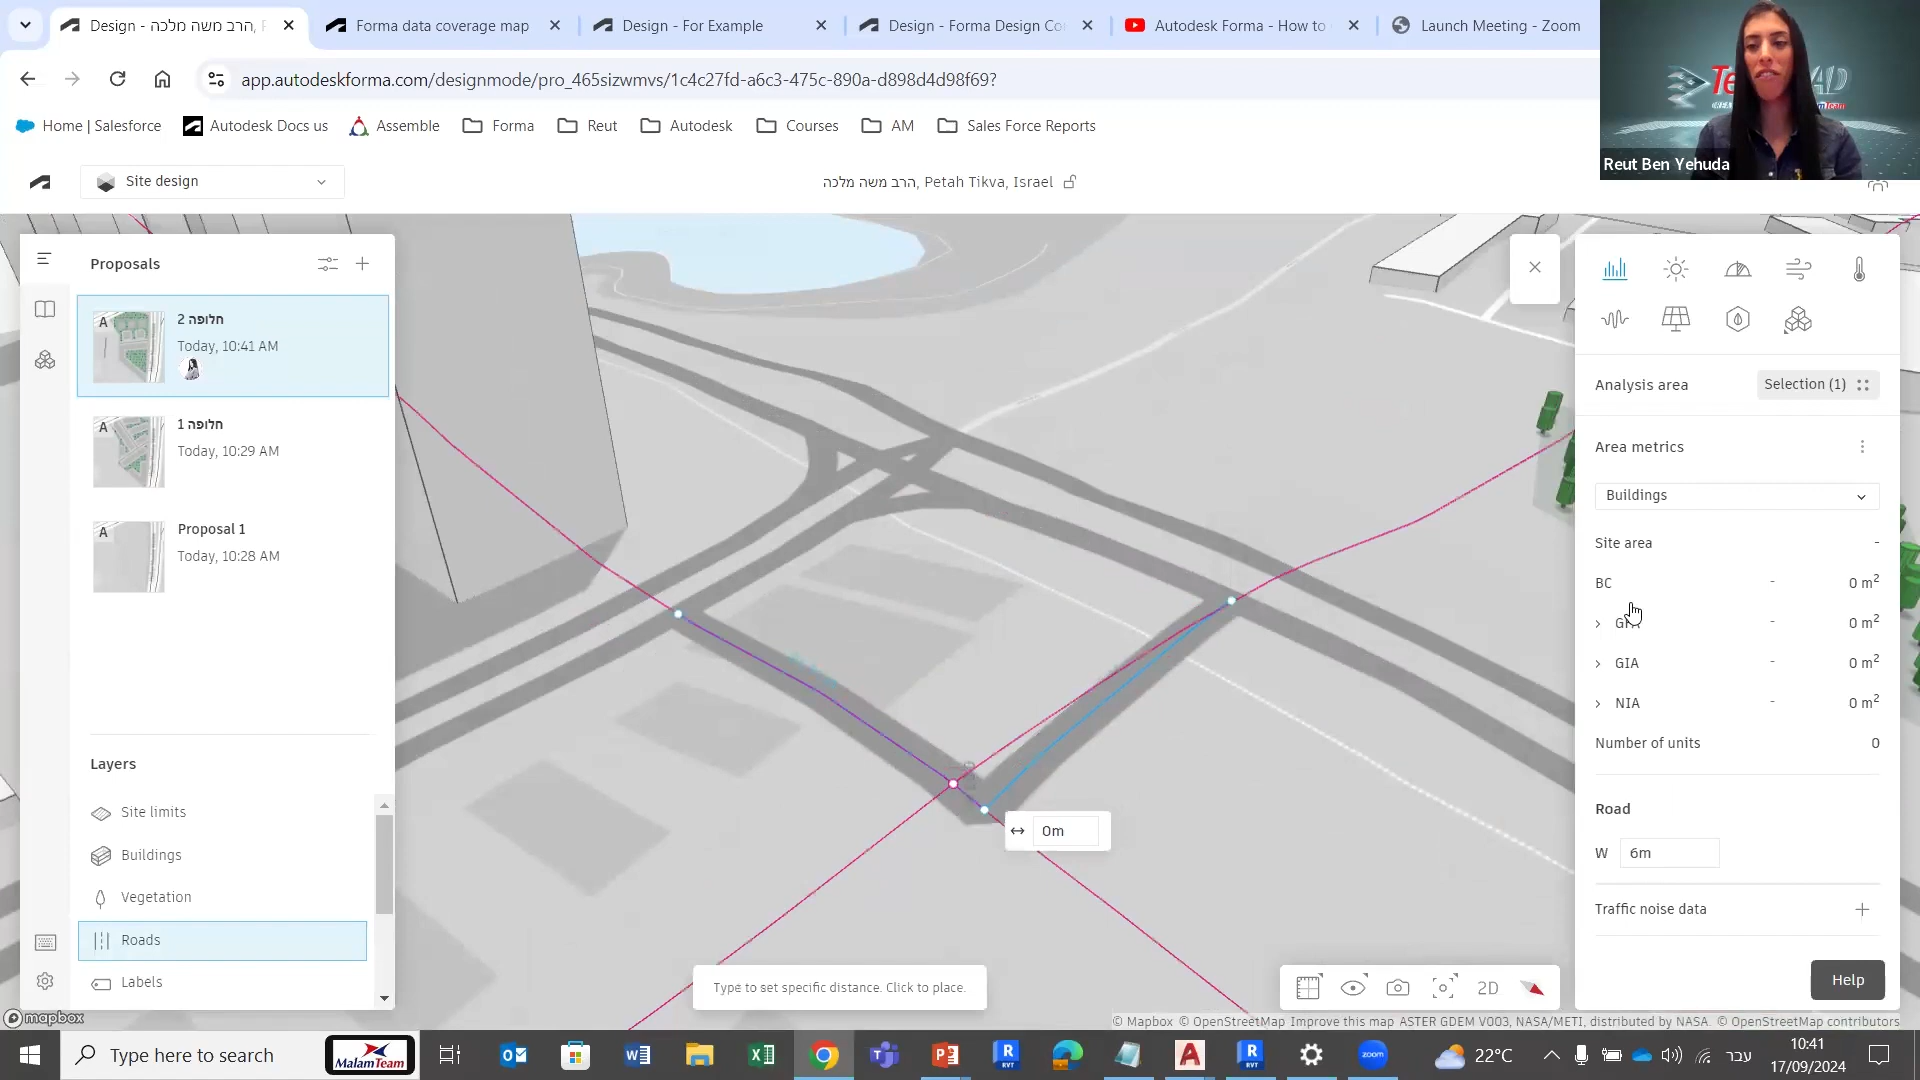 Design - הרב משה מלכה, P
Forma data coverage map
Design - For Example
Design - Forma Design Co
Autodesk Forma - How to
Launch Meeting - Zoom
app.autodeskforma.com/designmode/pro_465sizwmvs/1c4c27fd-a6c3-475c-890a-d898d4d98f69?
Home | Salesforce
Autodesk Docs us
Assemble
Forma
Reut
Autodesk
Courses
AM
Sales Force Reports
Reut Ben Yehuda
Site design
הרב משה מלכה, Petah Tikva, Israel
Proposals
A
חלופה 2
Today, 10:41 AM
A
חלופה 1
Today, 10:29 AM
A
Proposal 1
Today, 10:28 AM
Layers
Site limits
Buildings
Vegetation
Roads
Labels
mapbox
0m
Type to set specific distance. Click to place.
2D
Analysis area
Selection (1)
Area metrics
Buildings
Site area -
BC - 0 m²
GFA - 0 m²
GIA - 0 m²
NIA - 0 m²
Number of units 0
Road
W 6m
Traffic noise data
Help
© Mapbox © OpenStreetMap Improve this map ASTER GDEM V003, NASA/METI, distributed by NASA. © OpenStreetMap contributors
Type here to search
MalamTeam
22°C
עבר
10:41
17/09/2024
zoom